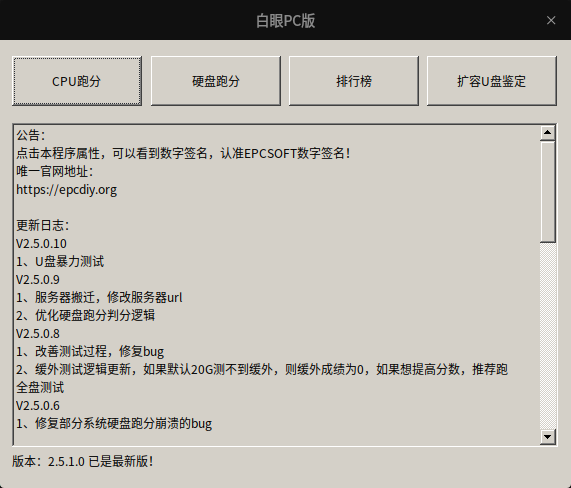 白眼PC版
CPU跑分
硬盘跑分
排行榜
扩容U盘鉴定
公告：
点击本程序属性，可以看到数字签名，认准EPCSOFT数字签名！
唯一官网地址：
https://epcdiy.org
更新日志：
V2.5.0.10
1、U盘暴力测试
V2.5.0.9
1、服务器搬迁，修改服务器url
2、优化硬盘跑分判分逻辑
V2.5.0.8
1、改善测试过程，修复bug
2、缓外测试逻辑更新，如果默认20G测不到缓外，则缓外成绩为0，如果想提高分数，推荐跑
全盘测试
V2.5.0.6
1、修复部分系统硬盘跑分崩溃的bug
版本：2.5.1.0 已是最新版！